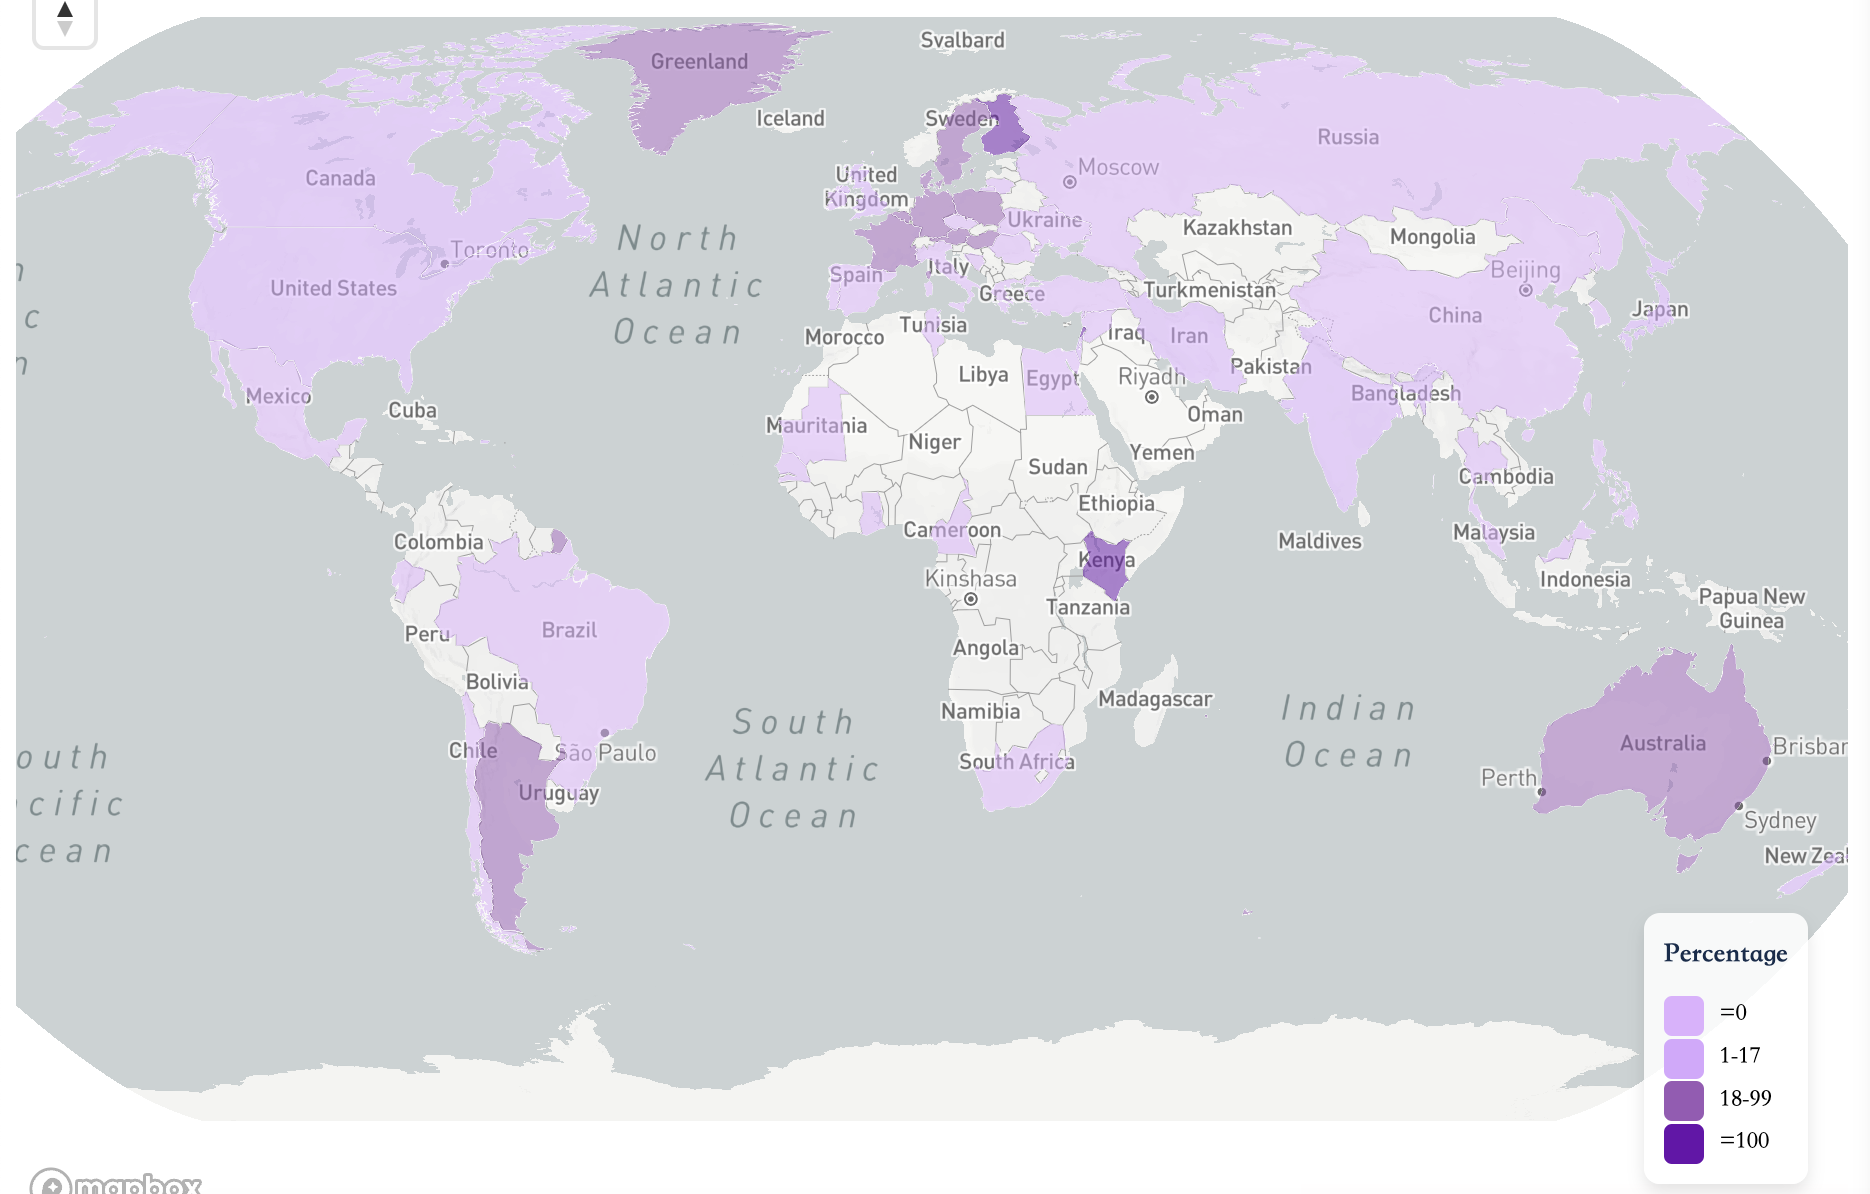 Svalbard
Greenland
Iceland
Sweden
Russia
Moscow
Canada
United
Kingdom
Ukraine
Kazakhstan
Mongolia
North
Atlantic
Ocean
Toronto
United States
Spain
Italy
Greece
Turkmenistan
Beijing
China
Japan
Morocco
Tunisia
Iraq
Iran
Pakistan
Libya
Egypt
Riyadh
Bangladesh
Mexico
Cuba
Mauritania
Niger
Oman
Yemen
Sudan
Cambodia
Ethiopia
Cameroon
Colombia
Maldives
Malaysia
Kenya
Kinshasa
Indonesia
Tanzania
Papua New
Guinea
Peru
Brazil
Angola
Bolivia
Madagascar
Namibia
South
Atlantic
Ocean
Indian
Ocean
Chile
São Paulo
South Africa
Australia
Brisbar
Perth
Uruguay
Sydney
New Zeal
n
c
n
outh
cific
cean
Percentage
=0
1-17
18-99
=100
mapbox